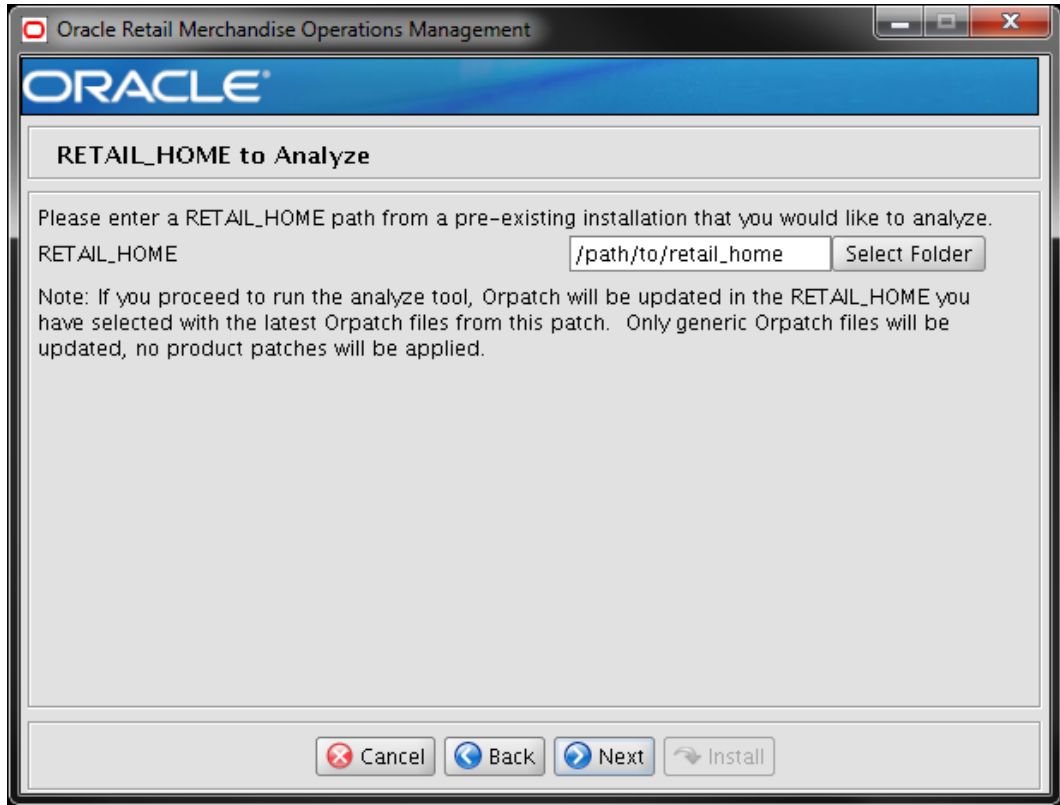 Oracle Retail Merchandise Operations Management
ORACLE®
RETAIL_HOME to Analyze
Please enter a RETAIL_HOME path from a pre-existing installation that you would like to analyze.
RETAIL_HOME /path/to/retail_home Select Folder
Note: If you proceed to run the analyze tool, Orpatch will be updated in the RETAIL_HOME you
have selected with the latest Orpatch files from this patch.  Only generic Orpatch files will be
updated, no product patches will be applied.
Cancel Back Next Install